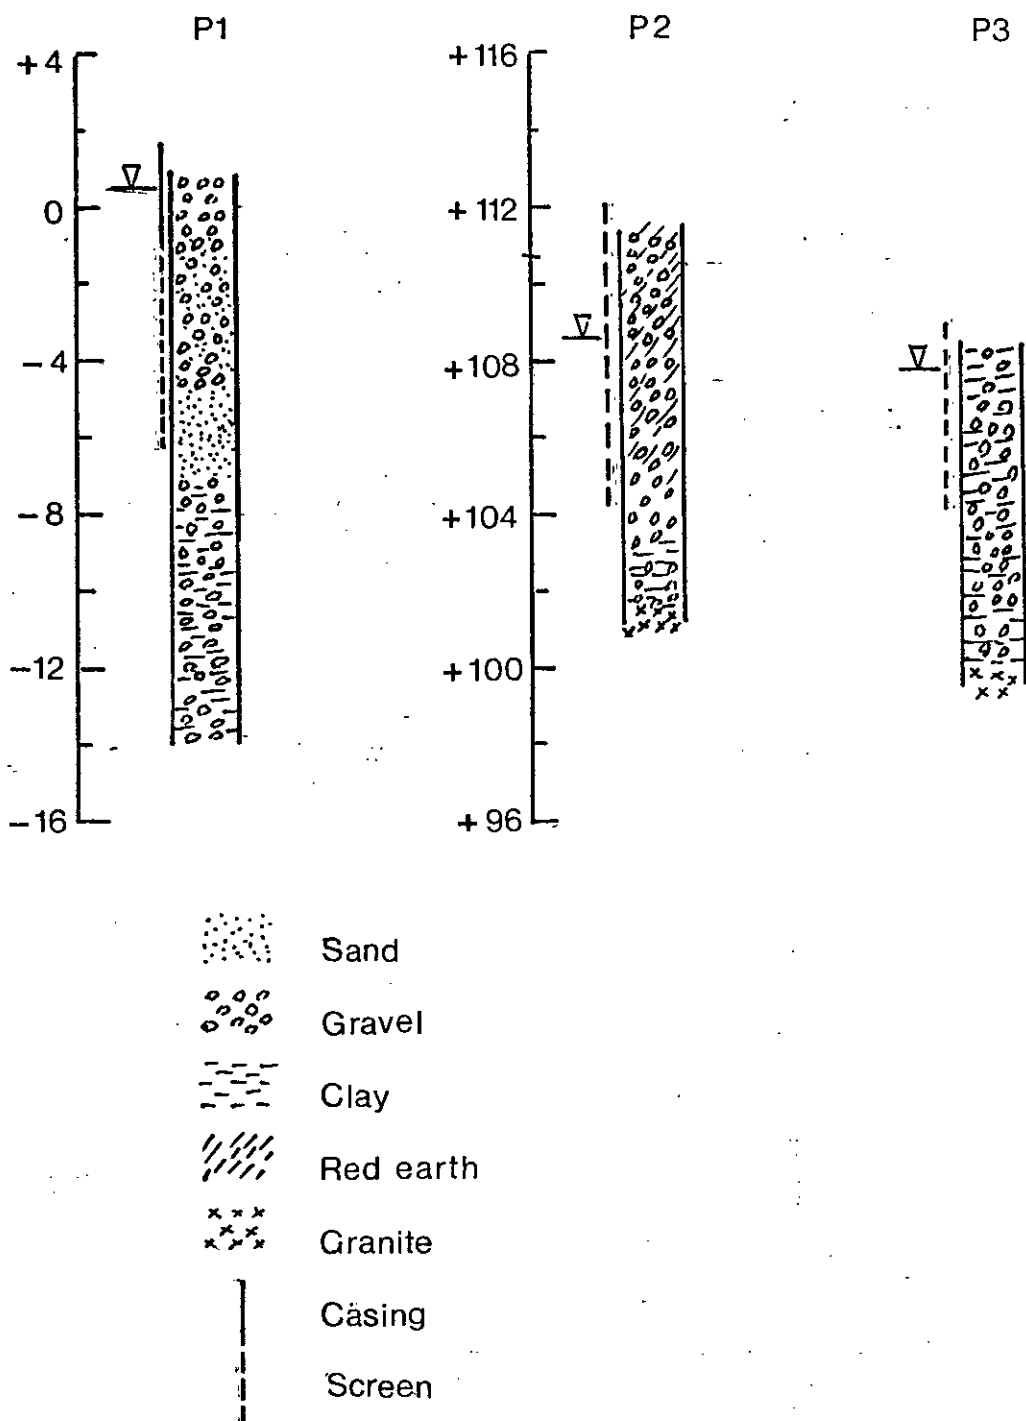 P1
P2
P3
+4
0
-4
-8
-12
-16
+116
+112
+108
+104
+100
+96
Sand
Gravel
Clay
Red earth
Granite
Casing
Screen